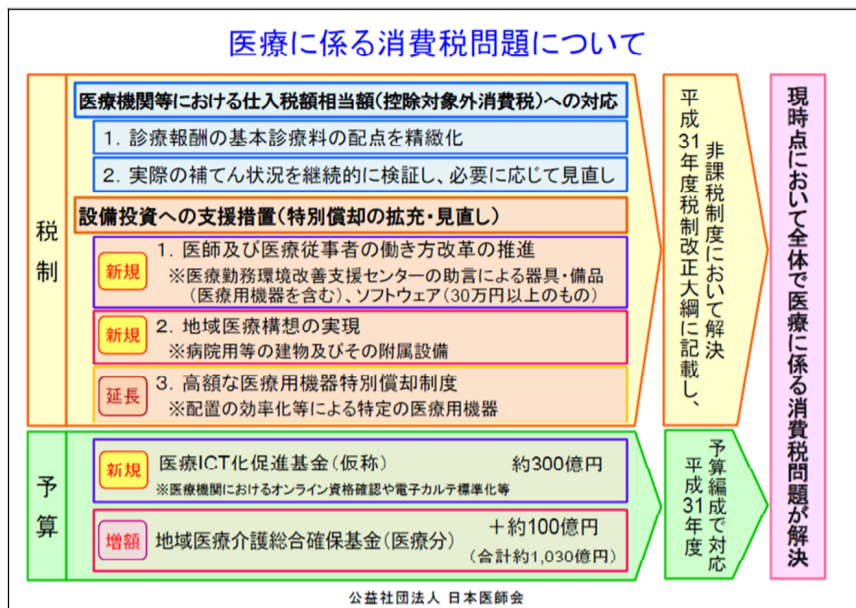 医療に係る消費税問題について
税制
医療機関等における仕入税額相当額(控除対象外消費税)への対応
1. 診療報酬の基本診療料の配点を精緻化
2. 実際の補てん状況を継続的に検証し、必要に応じて見直し
設備投資への支援措置(特別償却の拡充・見直し)
新規
1. 医師及び医療従事者の働き方改革の推進
※医療勤務環境改善支援センターの助言による器具・備品
(医療用機器を含む)、ソフトウェア(30万円以上のもの)
新規
2. 地域医療構想の実現
※病院用等の建物及びその附属設備
延長
3. 高額な医療用機器特別償却制度
※配置の効率化等による特定の医療用機器
平成31年度税制改正大綱に記載し、
非課税制度において解決
予算
新規
医療ICT化促進基金(仮称) 約300億円
※医療機関におけるオンライン資格確認や電子カルテ標準化等
増額
地域医療介護総合確保基金(医療分) +約100億円
(合計約1,030億円)
平成31年度
予算編成で対応
現時点において全体で医療に係る消費税問題が解決
公益社団法人 日本医師会